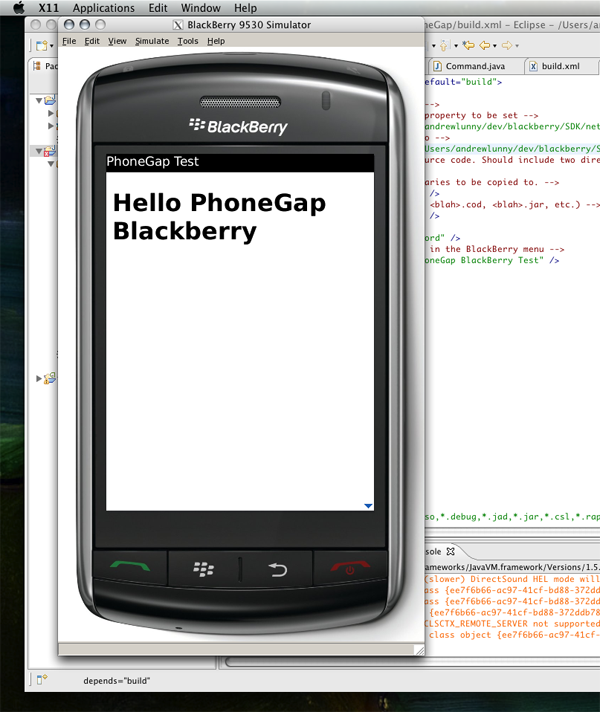 X11 Applications Edit Window Help
BlackBerry 9530 Simulator
neGap/build.xml – Eclipse – /Users/a
File Edit View Simulate Tools Help
Pac
Command.java
build.xml
efault="build">
-->
property to be set -->
andrewlunny/dev/blackberry/SDK/net
o -->
Users/andrewlunny/dev/blackberry/S
urce code. Should include two dire
aries to be copied to. -->
/>
<blah>.cod, <blah>.jar, etc.) -->
/>
ord" />
in the BlackBerry menu -->
oneGap BlackBerry Test" />
BlackBerry
PhoneGap Test
Hello PhoneGap
Blackberry
so,*.debug,*.jad,*.jar,*.csl,*.rap
sole
ameworks/JavaVM.framework/Versions/1.5.
(slower) DirectSound HEL mode will
ass {ee7f6b66-ac97-41cf-bd88-372dd
ass {ee7f6b66-ac97-41cf-bd88-372dd
{ee7f6b66-ac97-41cf-bd88-372ddb78
CLSCTX_REMOTE_SERVER not supported
class object {ee7f6b66-ac97-41cf-
depends="build"